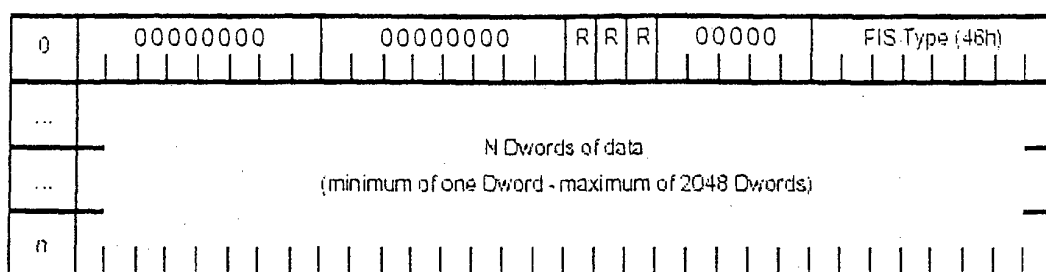 0 00000000 00000000 R R R 00000 FIS Type (46h)
...
N Dwords of data
... (minimum of one Dword - maximum of 2048 Dwords)
n